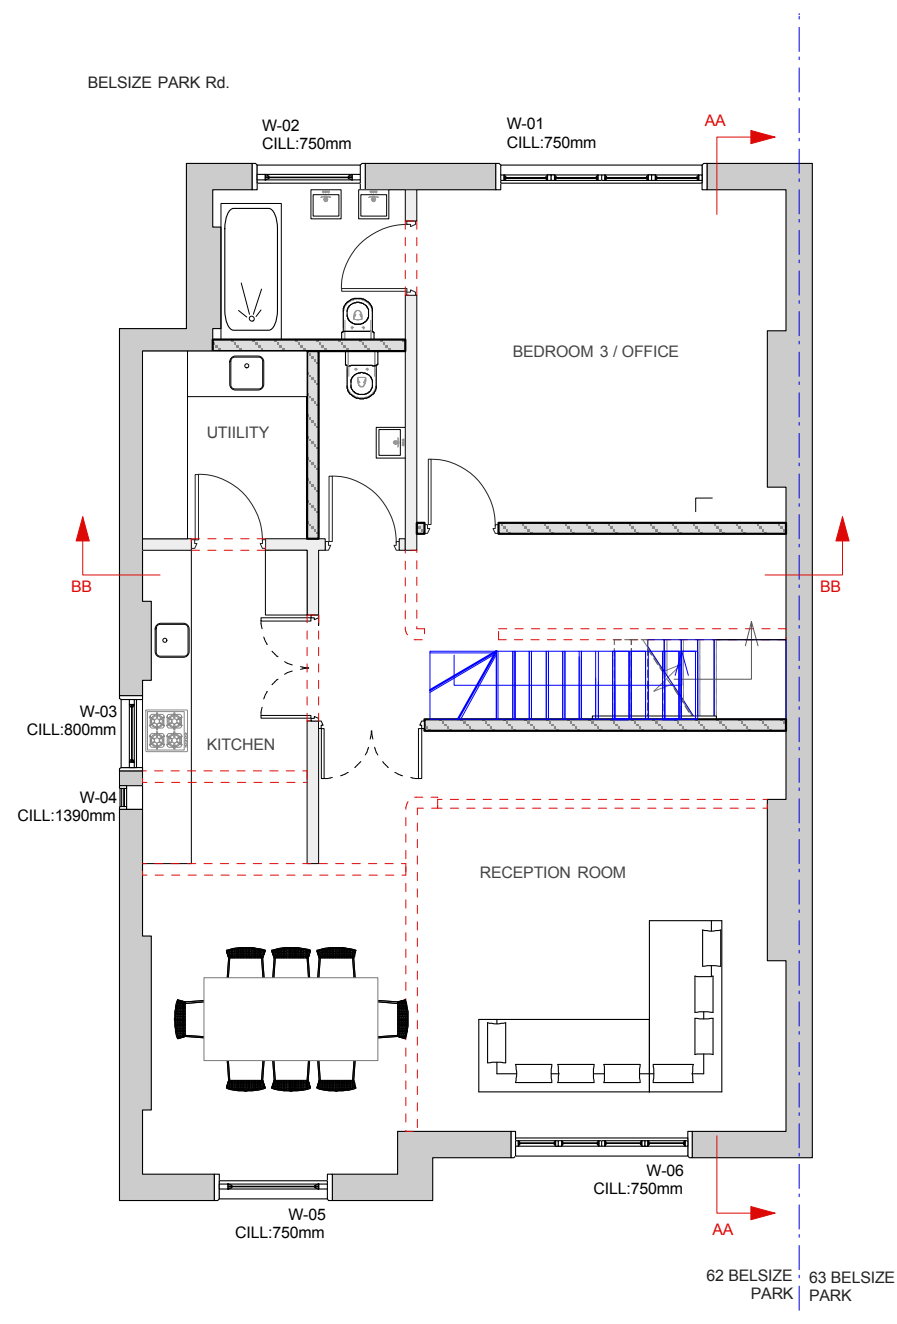 BELSIZE PARK Rd.
W-02
CILL:750mm
W-01
CILL:750mm
AA
BEDROOM 3 / OFFICE
UTIILITY
BB
BB
W-03
CILL:800mm
KITCHEN
W-04
CILL:1390mm
RECEPTION ROOM
W-06
CILL:750mm
W-05
CILL:750mm
AA
62 BELSIZE
PARK
63 BELSIZE
PARK